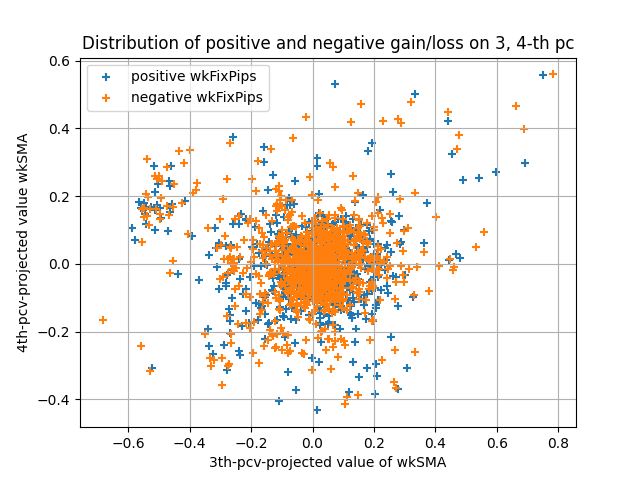 Distribution of positive and negative gain/loss on 3, 4-th pc
positive wkFixPips
negative wkFixPips
4th-pcv-projected value wkSMA
0.6
0.4
0.2
0.0
−0.2
−0.4
−0.6 −0.4 −0.2 0.0 0.2 0.4 0.6 0.8
3th-pcv-projected value of wkSMA